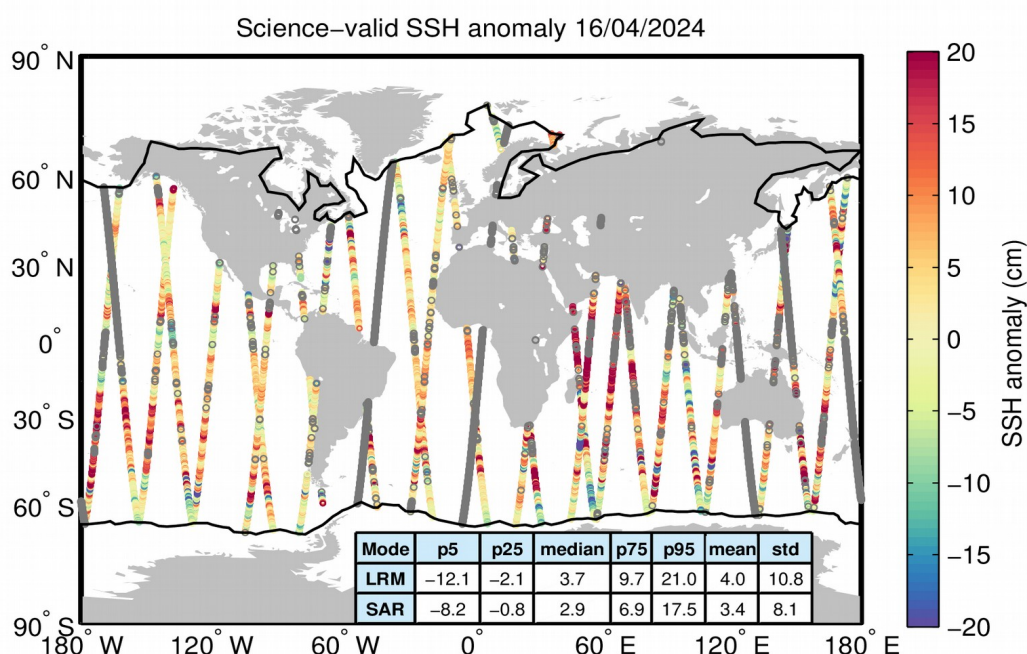 Science−valid SSH anomaly 16/04/2024
90° N
60° N
30° N
0°
30° S
60° S
90° S
180° W 120° W 60° W 0° 60° E 120° E 180° E
Mode p5 p25 median p75 p95 mean std
LRM −12.1 −2.1 3.7 9.7 21.0 4.0 10.8
SAR −8.2 −0.8 2.9 6.9 17.5 3.4 8.1
20
15
10
5
0
−5
−10
−15
−20
SSH anomaly (cm)